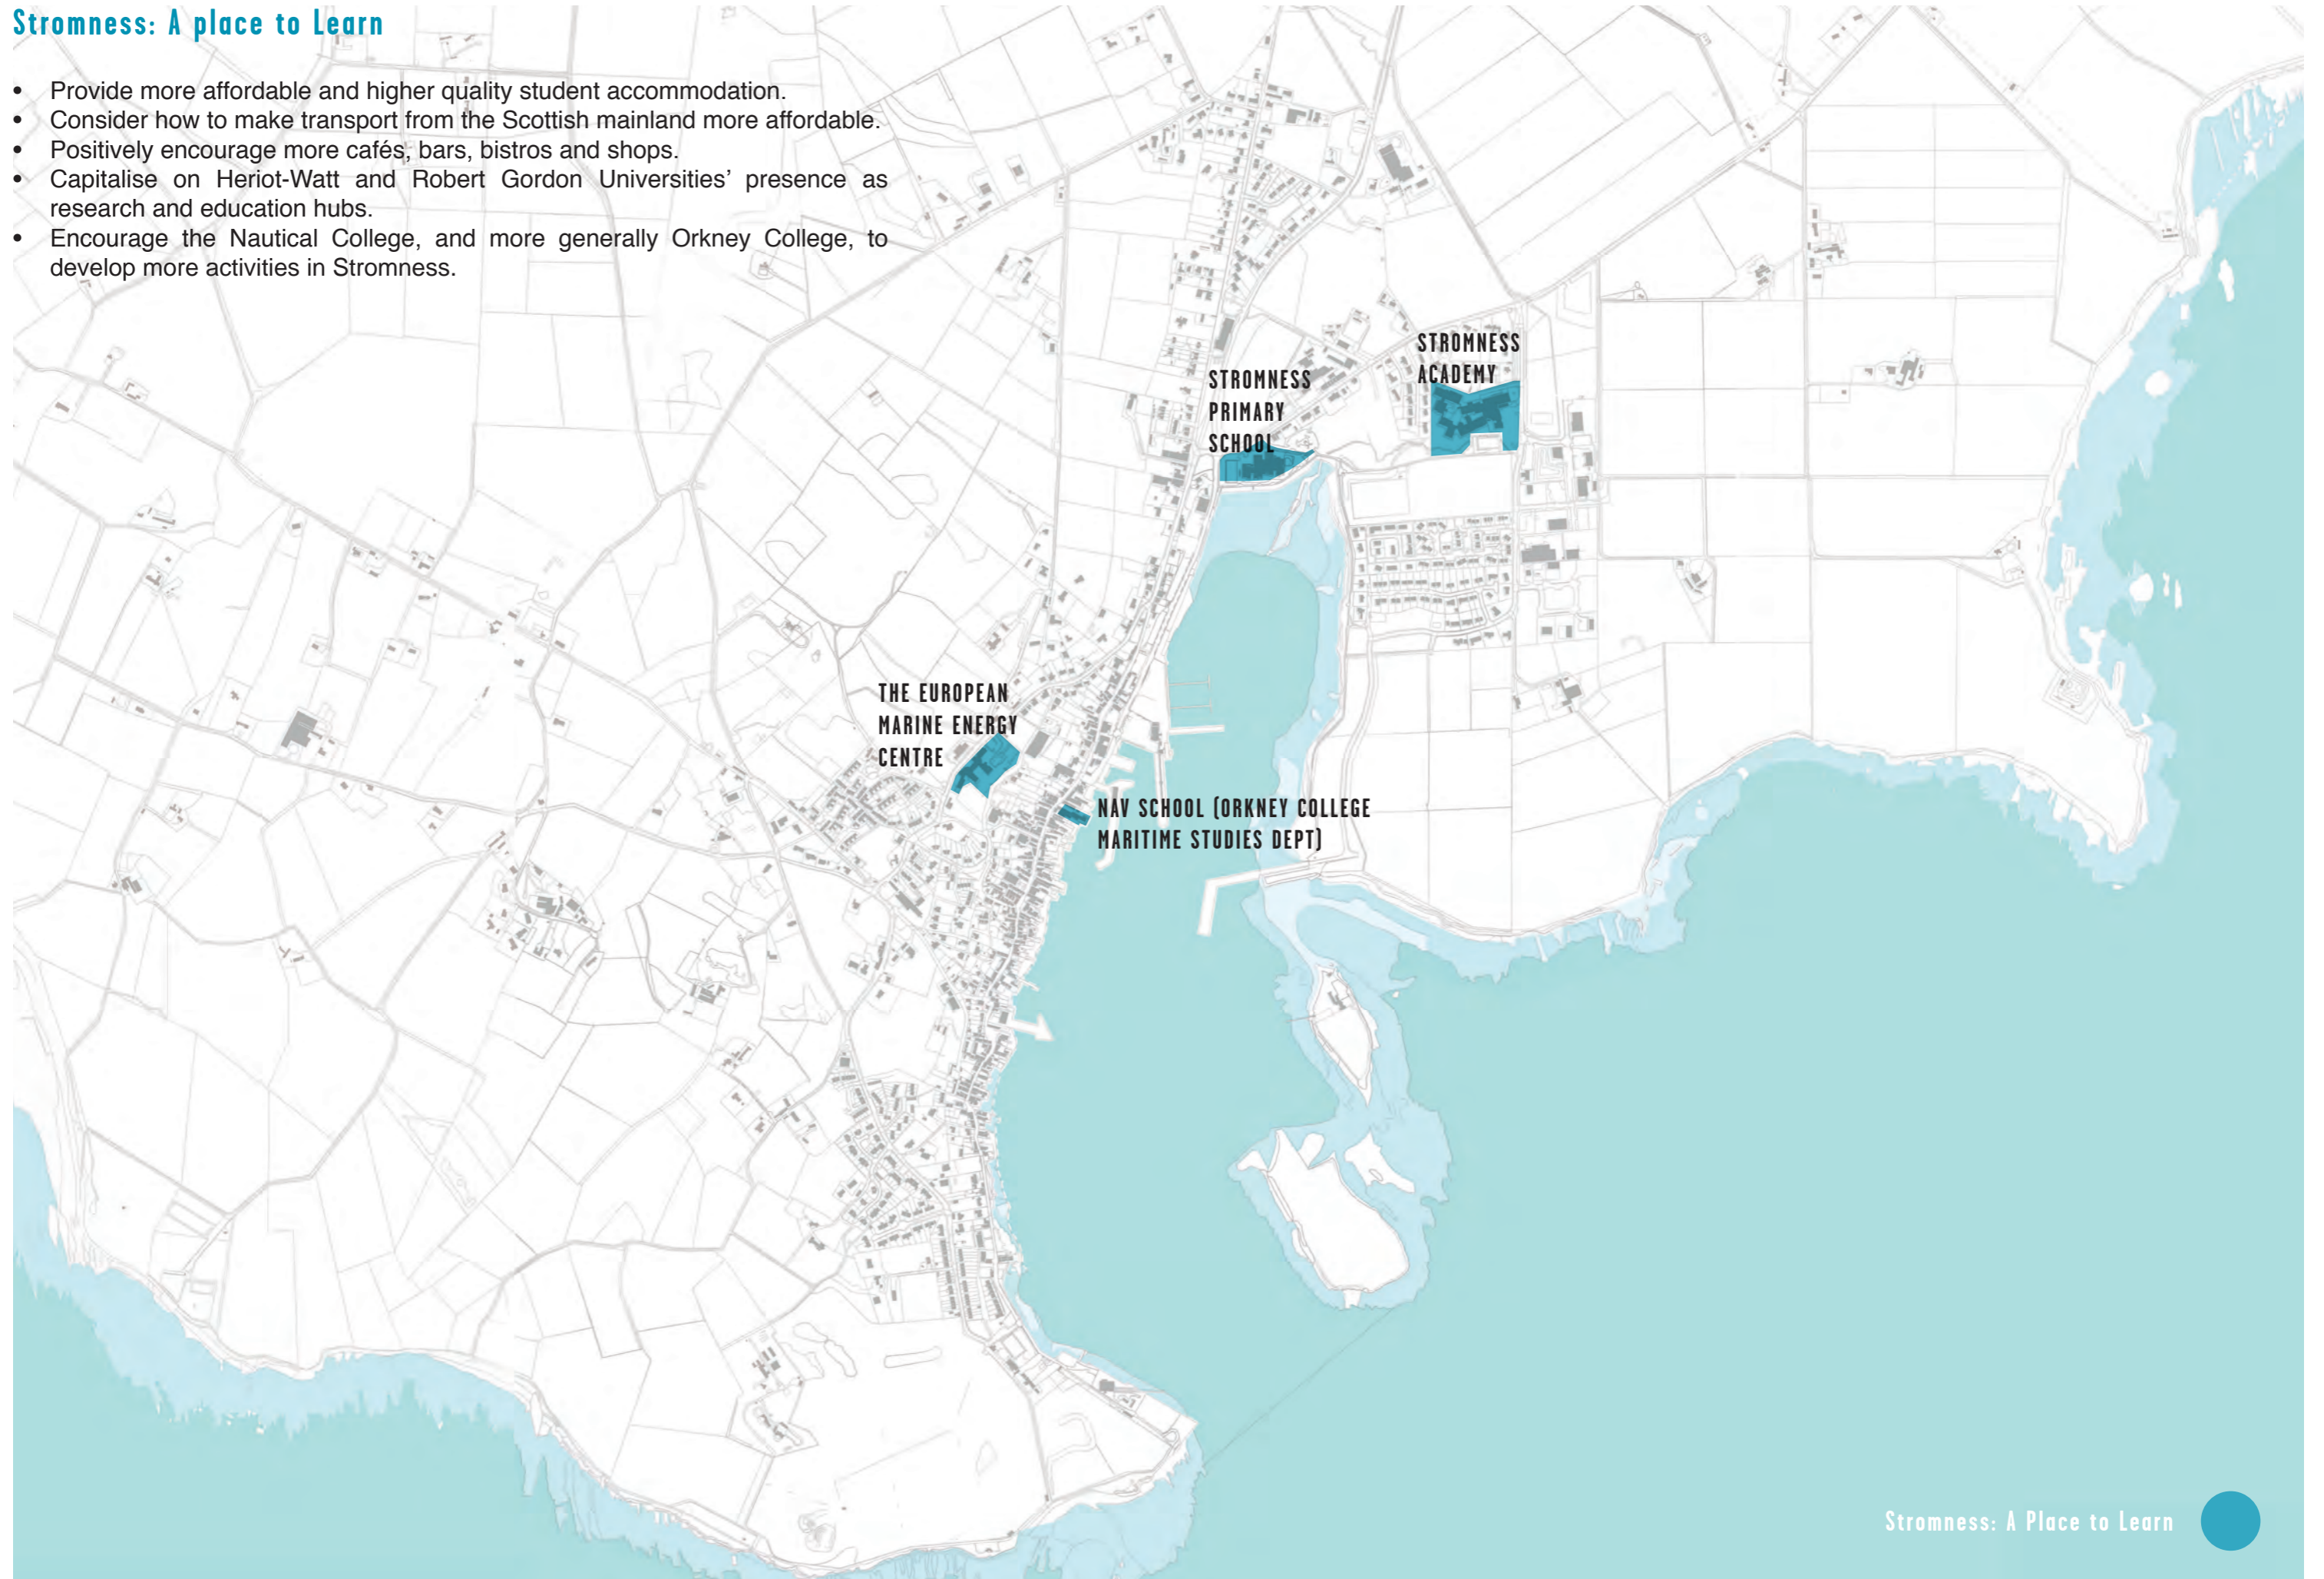 Stromness: A place to Learn
• Provide more affordable and higher quality student accommodation.
• Consider how to make transport from the Scottish mainland more affordable.
• Positively encourage more cafés, bars, bistros and shops.
• Capitalise on Heriot-Watt and Robert Gordon Universities’ presence as
research and education hubs.
• Encourage the Nautical College, and more generally Orkney College, to
develop more activities in Stromness.
STROMNESS
ACADEMY
STROMNESS
PRIMARY
SCHOOL
THE EUROPEAN
MARINE ENERGY
CENTRE
NAV SCHOOL (ORKNEY COLLEGE
MARITIME STUDIES DEPT)
Stromness: A Place to Learn